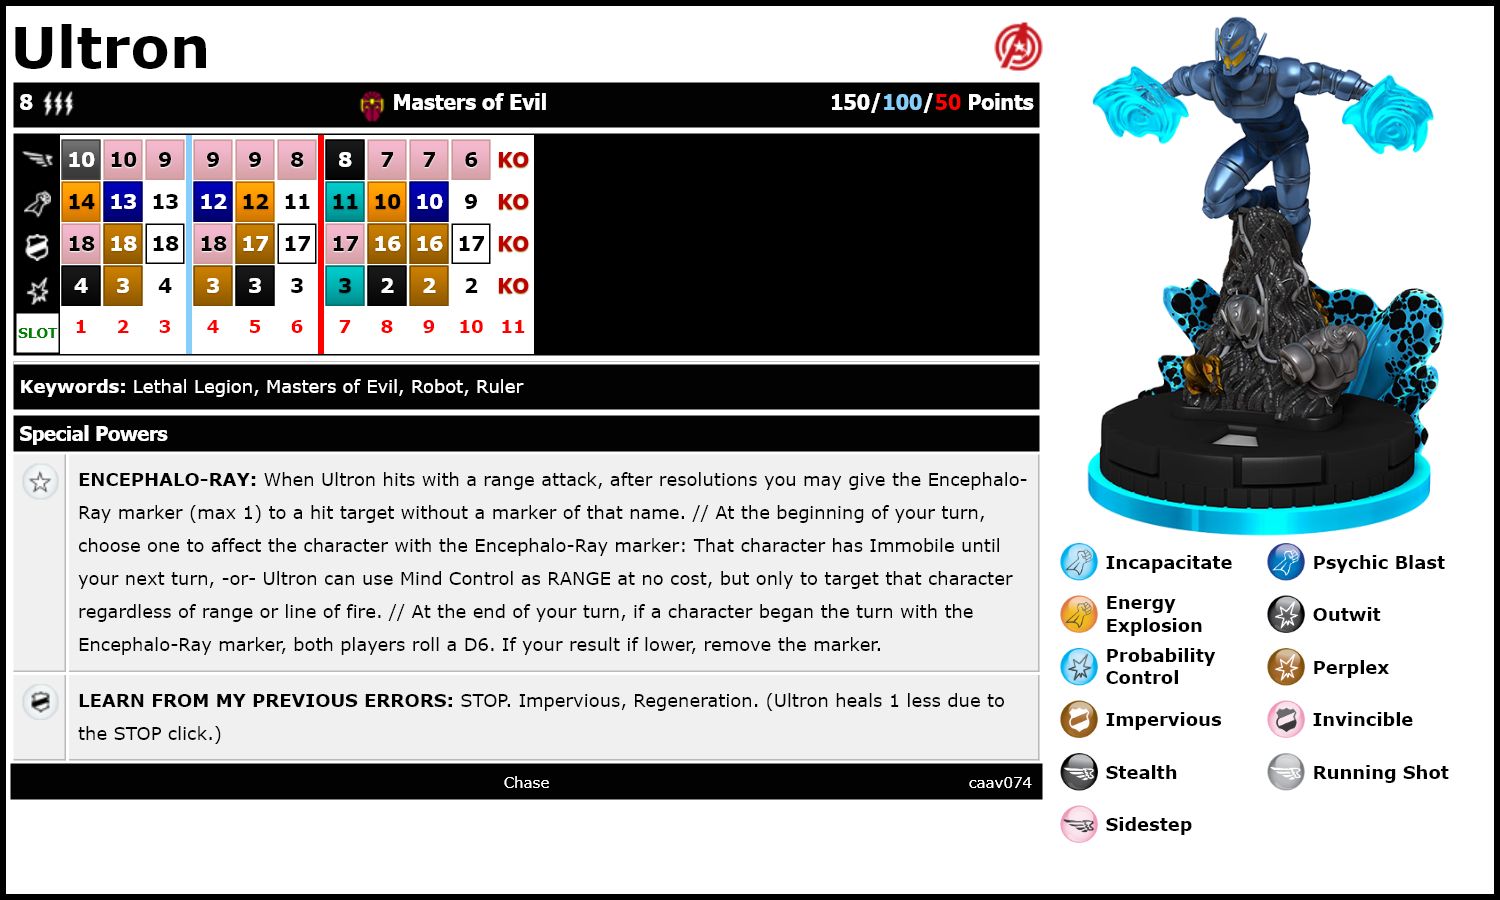 Ultron
8 Masters of Evil 150/100/50 Points
10 10 9 9 9 8 8 7 7 6 KO
14 13 13 12 12 11 11 10 10 9 KO
18 18 18 18 17 17 17 16 16 17 KO
4 3 4 3 3 3 3 2 2 2 KO
SLOT 1 2 3 4 5 6 7 8 9 10 11
Keywords: Lethal Legion, Masters of Evil, Robot, Ruler
Special Powers
ENCEPHALO-RAY: When Ultron hits with a range attack, after resolutions you may give the Encephalo-
Ray marker (max 1) to a hit target without a marker of that name. // At the beginning of your turn,
choose one to affect the character with the Encephalo-Ray marker: That character has Immobile until
your next turn, -or- Ultron can use Mind Control as RANGE at no cost, but only to target that character
regardless of range or line of fire. // At the end of your turn, if a character began the turn with the
Encephalo-Ray marker, both players roll a D6. If your result if lower, remove the marker.
LEARN FROM MY PREVIOUS ERRORS: STOP. Impervious, Regeneration. (Ultron heals 1 less due to
the STOP click.)
Chase caav074
Incapacitate Psychic Blast
Energy
Explosion
Outwit
Probability
Control
Perplex
Impervious Invincible
Stealth Running Shot
Sidestep